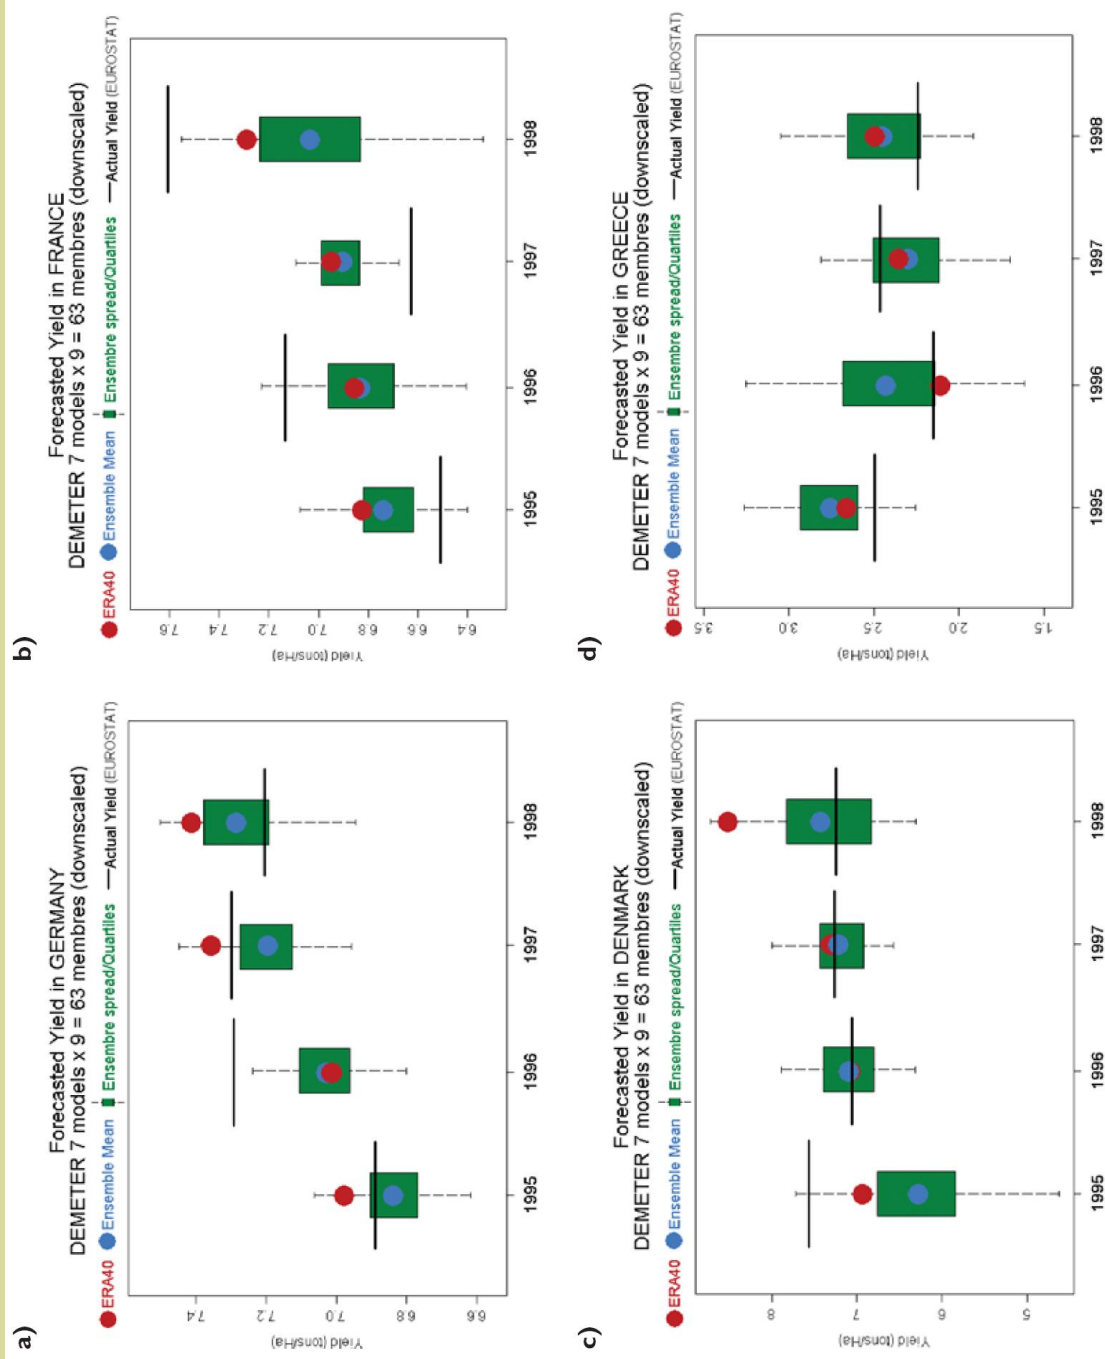 a)
Forecasted Yield in GERMANY
DEMETER 7 models x 9 = 63 membres (downscaled)
ERA40 Ensemble Mean Ensembre spread/Quartiles Actual Yield (EUROSTAT)
Yield (tons/Ha)
7.4
7.2
7.0
6.8
6.6
1995 1996 1997 1998
b)
Forecasted Yield in FRANCE
DEMETER 7 models x 9 = 63 membres (downscaled)
ERA40 Ensemble Mean Ensembre spread/Quartiles Actual Yield (EUROSTAT)
Yield (tons/Ha)
7.6
7.4
7.2
7.0
6.8
6.6
6.4
1995 1996 1997 1998
c)
Forecasted Yield in DENMARK
DEMETER 7 models x 9 = 63 membres (downscaled)
ERA40 Ensemble Mean Ensembre spread/Quartiles Actual Yield (EUROSTAT)
Yield (tons/Ha)
8
7
6
5
1995 1996 1997 1998
d)
Forecasted Yield in GREECE
DEMETER 7 models x 9 = 63 membres (downscaled)
ERA40 Ensemble Mean Ensembre spread/Quartiles Actual Yield (EUROSTAT)
Yield (tons/Ha)
3.5
3.0
2.5
2.0
1.5
1995 1996 1997 1998